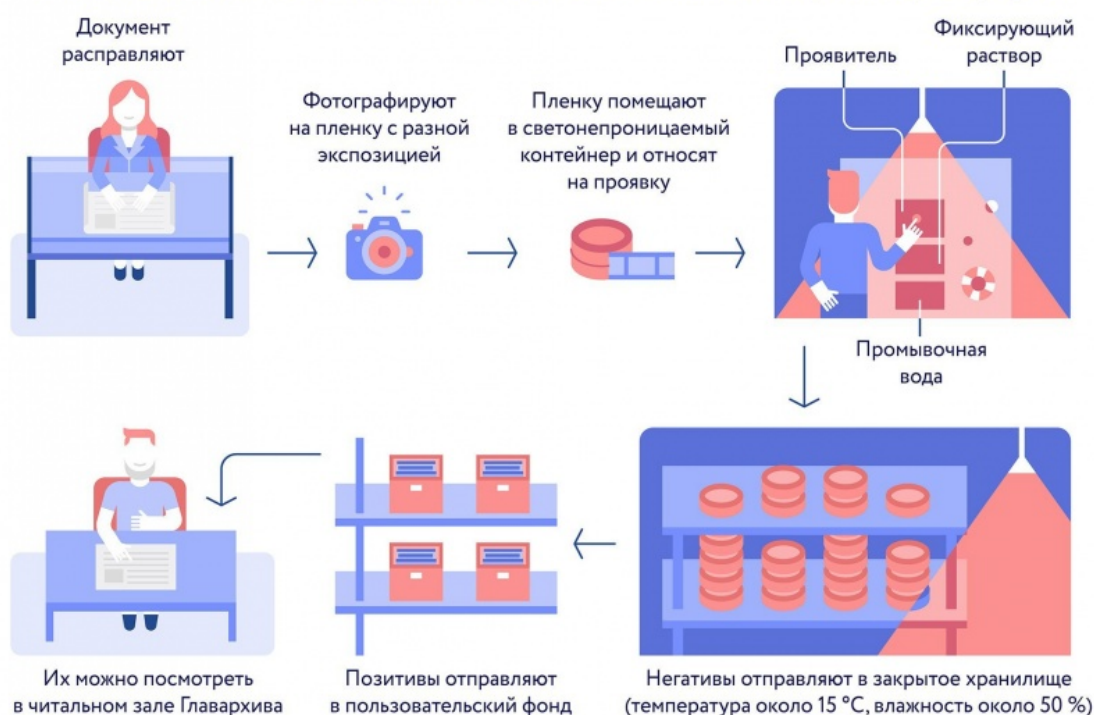 Документ
расправляют
Фотографируют
на пленку с разной
экспозицией
Пленку помещают
в светонепроницаемый
контейнер и относят
на проявку
Проявитель
Фиксирующий
раствор
Промывочная
вода
Негативы отправляют в закрытое хранилище
(температура около 15 °С, влажность около 50 %)
Позитивы отправляют
в пользовательский фонд
Их можно посмотреть
в читальном зале Главархива